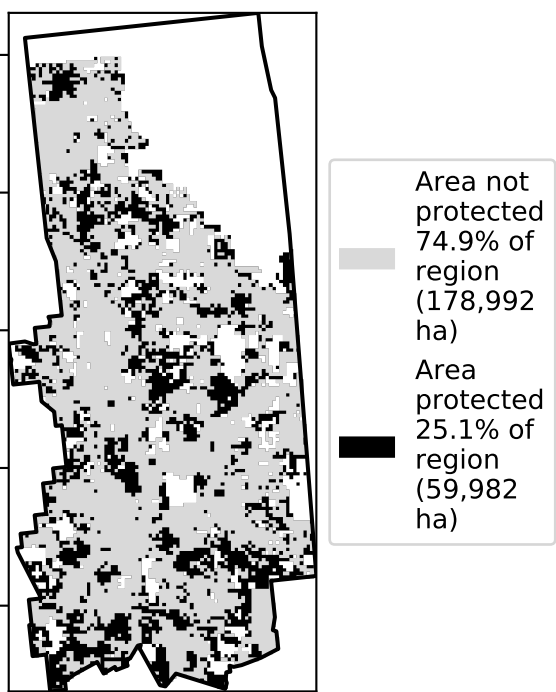 Area not
protected
74.9% of
region
(178,992
ha)
Area
protected
25.1% of
region
(59,982
ha)